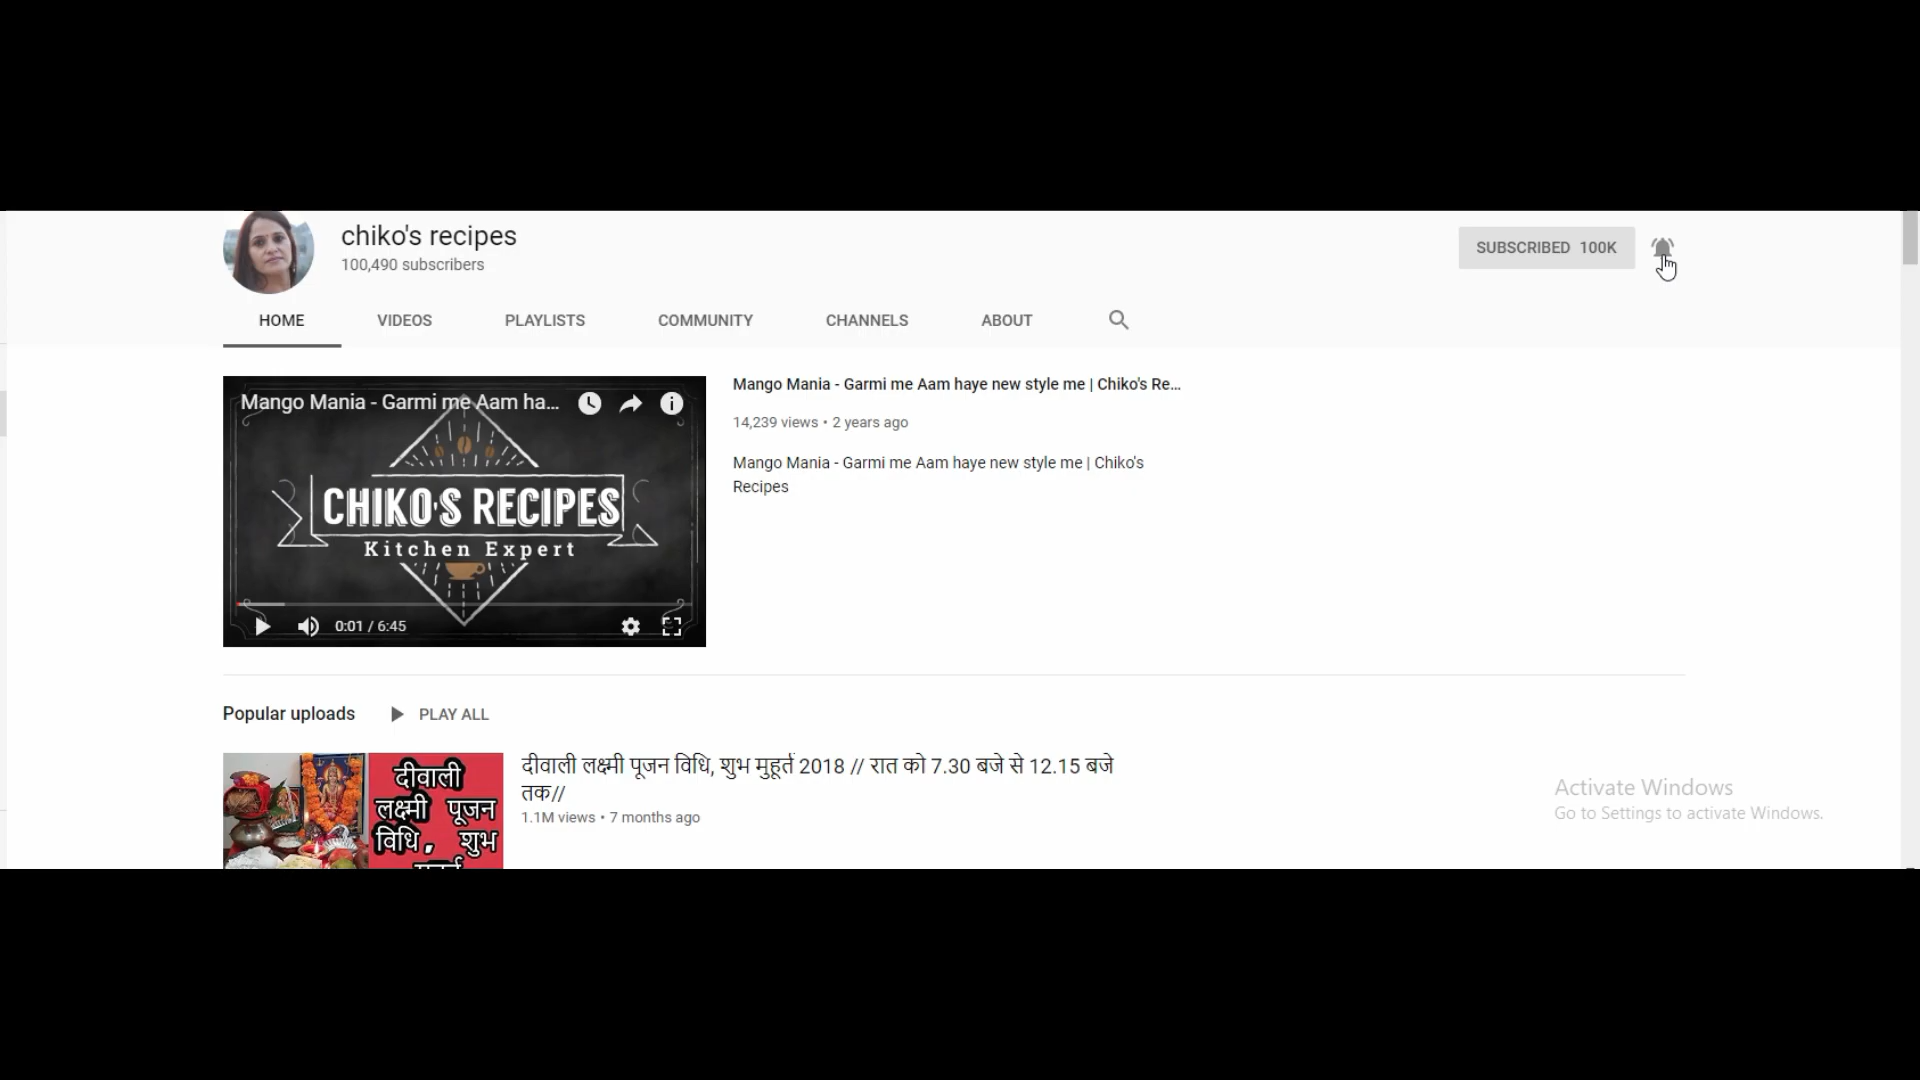 chiko's recipes
100,490 subscribers
SUBSCRIBED 100K
HOME VIDEOS PLAYLISTS COMMUNITY CHANNELS ABOUT
Mango Mania - Garmi me Aam ha...
CHIKO'S RECIPES
Kitchen Expert
0:01 / 6:45
Mango Mania - Garmi me Aam haye new style me | Chiko's Re...
14,239 views • 2 years ago
Mango Mania - Garmi me Aam haye new style me | Chiko's
Recipes
Popular uploads PLAY ALL
दीवाली
लक्ष्मी पूजन
विधि, शुभ
दीवाली लक्ष्मी पूजन विधि, शुभ मुहूर्त 2018 // रात को 7.30 बजे से 12.15 बजे
तक//
1.1M views • 7 months ago
Activate Windows
Go to Settings to activate Windows.